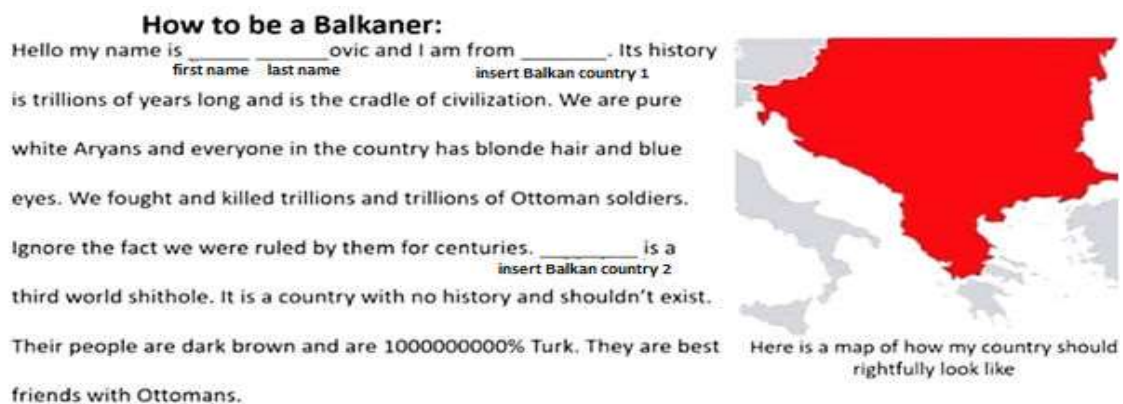 How to be a Balkaner:
Hello my name is ______ ________ovic and I am from _________. Its history
first name last name insert Balkan country 1
is trillions of years long and is the cradle of civilization. We are pure
white Aryans and everyone in the country has blonde hair and blue
eyes. We fought and killed trillions and trillions of Ottoman soldiers.
Ignore the fact we were ruled by them for centuries. __________ is a
insert Balkan country 2
third world shithole. It is a country with no history and shouldn't exist.
Their people are dark brown and are 1000000000% Turk. They are best
friends with Ottomans.
Here is a map of how my country should
rightfully look like